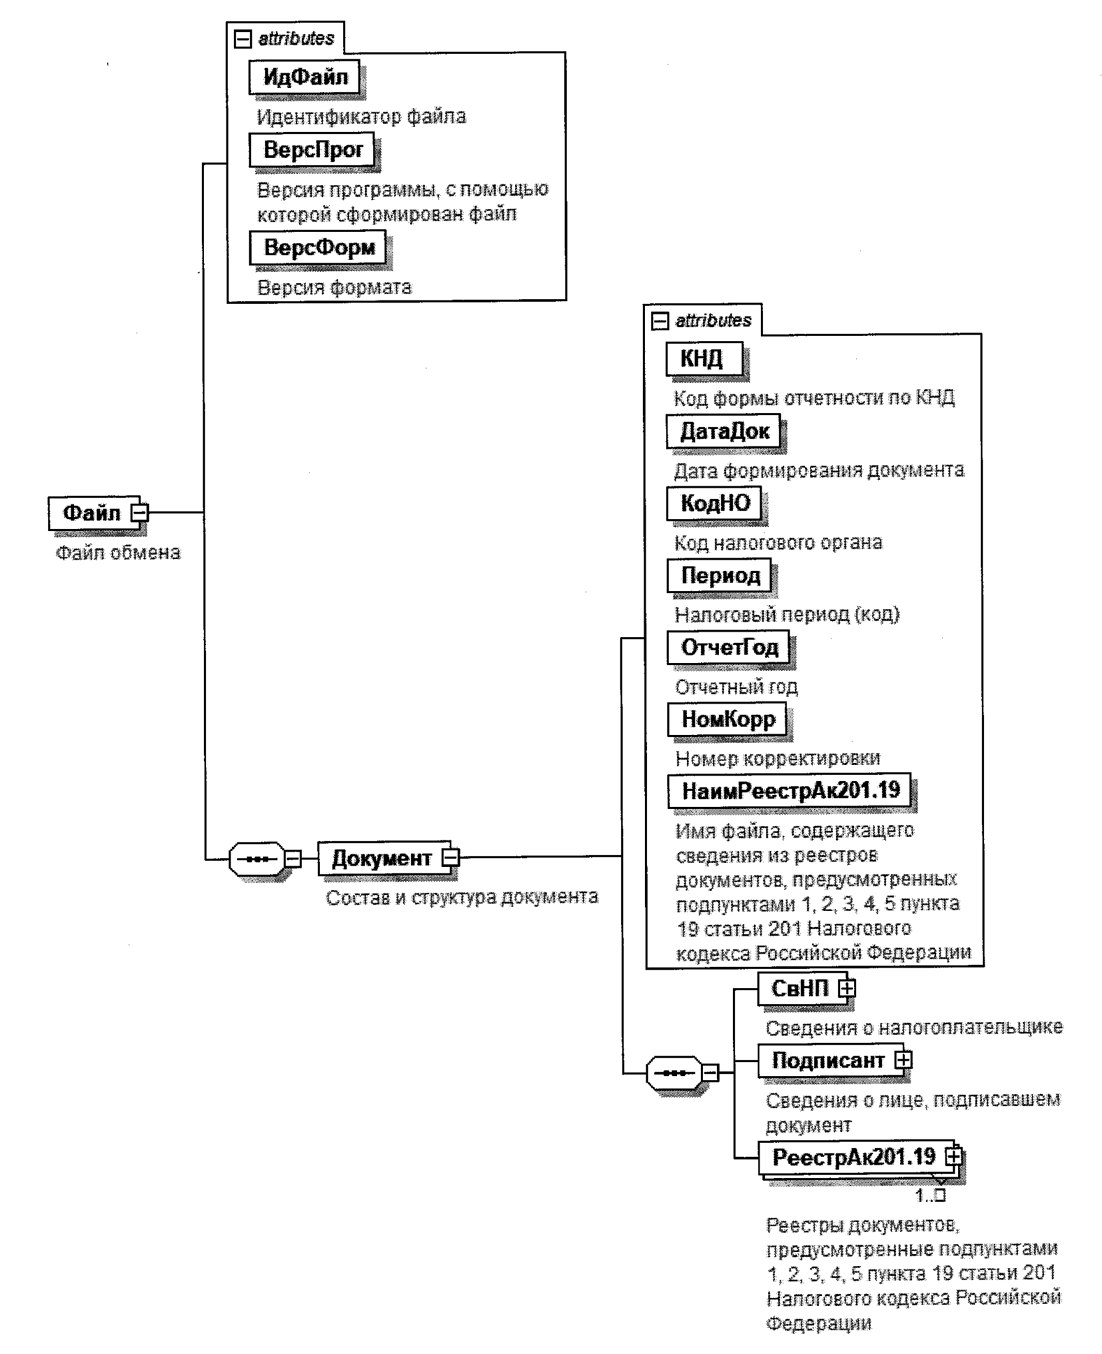 attributes
ИдФайл
Идентификатор файла
ВерсПрог
Версия программы, с помощью
которой сформирован файл
ВерсФорм
Версия формата
attributes
КНД
Код формы отчетности по КНД
ДатаДок
Дата формирования документа
КодНО
Код налогового органа
Период
Налоговый период (код)
ОтчетГод
Отчетный год
НомКорр
Номер корректировки
НаимРеестрАк201.19
Имя файла, содержащего
сведения из реестров
документов, предусмотренных
подпунктами 1, 2, 3, 4, 5 пункта
19 статьи 201 Налогового
кодекса Российской Федерации
Файл
Файл обмена
Документ
Состав и структура документа
СвНП
Сведения о налогоплательщике
Подписант
Сведения о лице, подписавшем
документ
РеестрАк201.19
1..□
Реестры документов,
предусмотренные подпунктами
1, 2, 3, 4, 5 пункта 19 статьи 201
Налогового кодекса Российской
Федерации